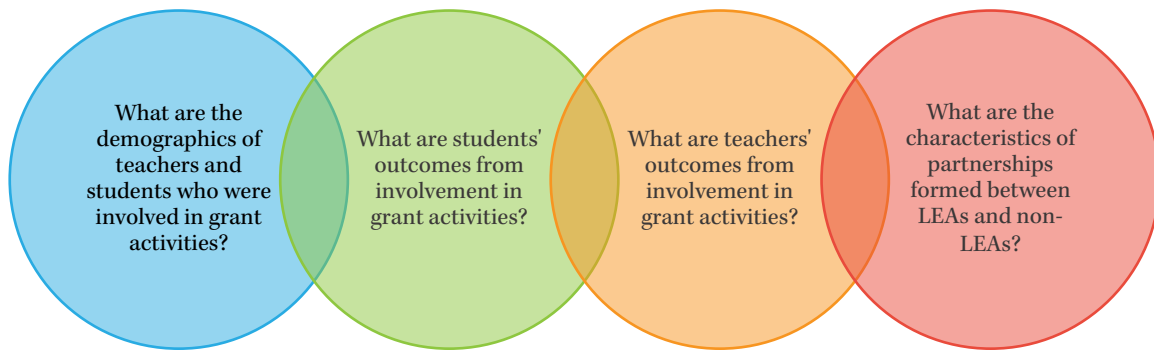 What are the
demographics of
teachers and
students who were
involved in grant
activities?
What are students'
outcomes from
involvement in
grant activities?
What are teachers'
outcomes from
involvement in
grant activities?
What are the
characteristics of
partnerships
formed between
LEAs and non-
LEAs?